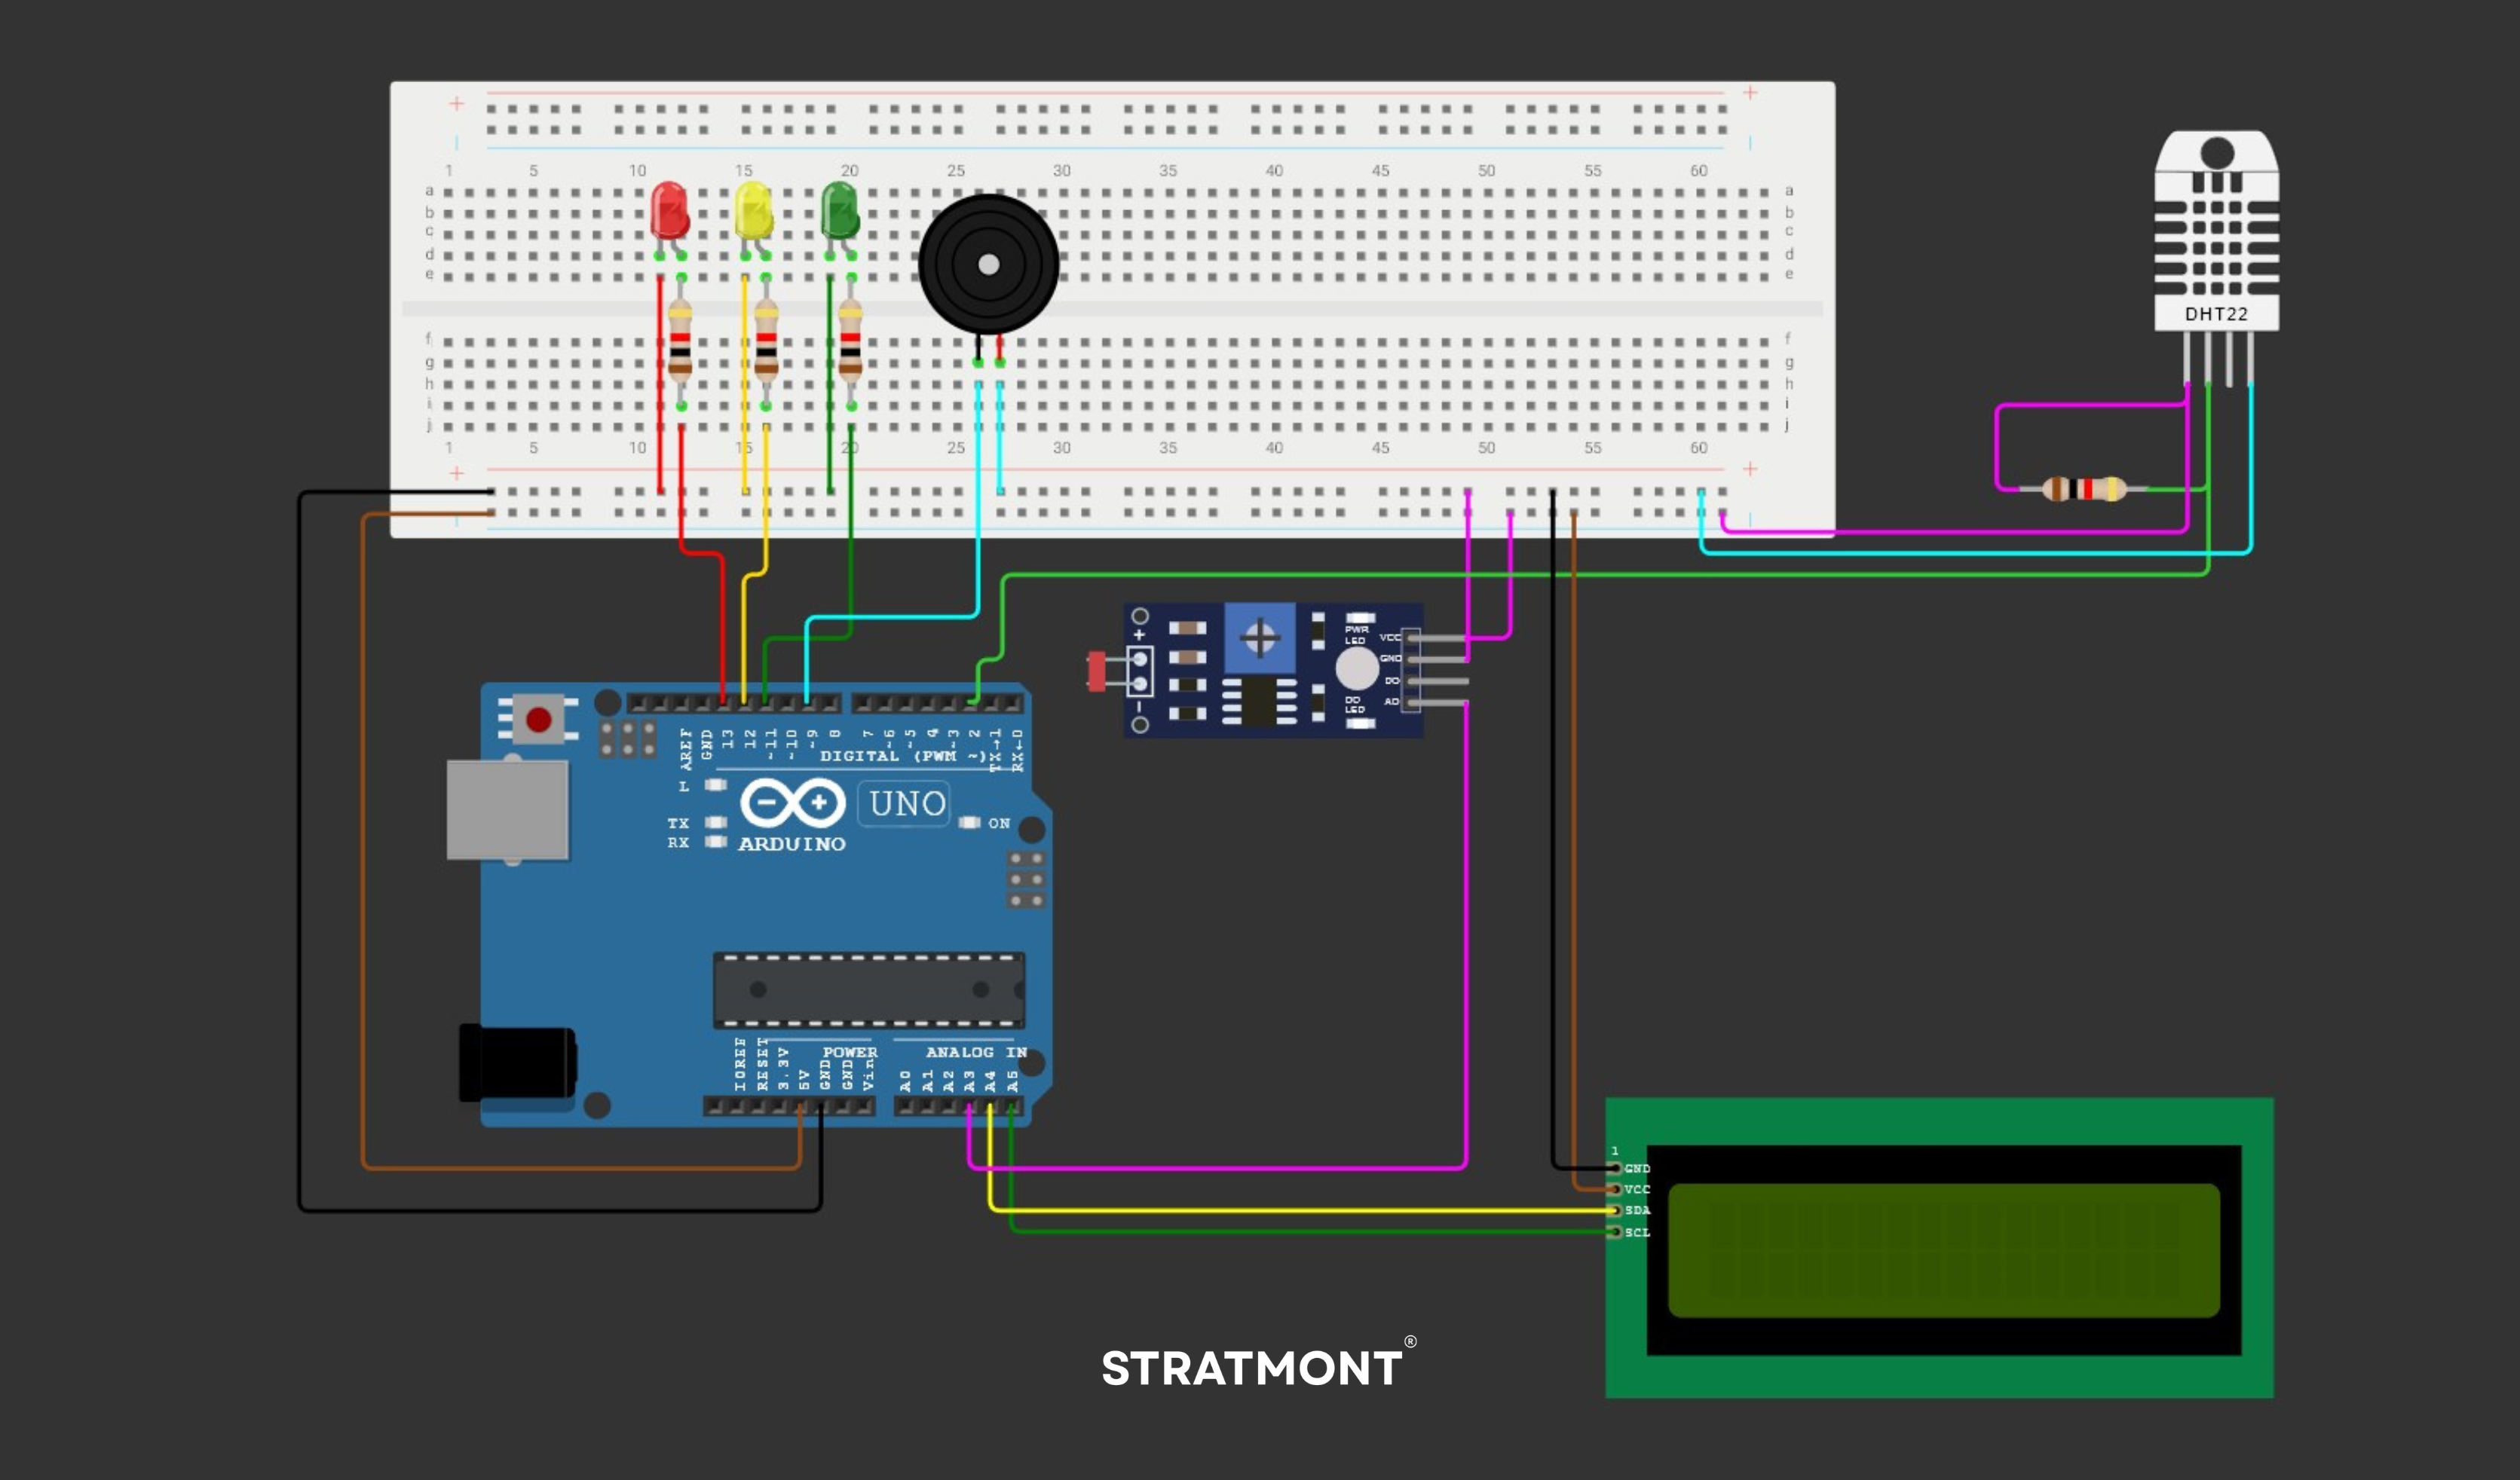 + +
1 5 10 15 20 25 30 35 40 45 50 55 60
a a
b b
c c
d d
e e
DHT22
f f
g g
h h
i i
j j
1 5 10 15 20 25 30 35 40 45 50 55 60
+ +
+
PWR
LED
VCC
GND
DO
AO
DO
LED
−
AREF GND 13 12 ~11 ~10 ~9 8 7 ~6 ~5 4 ~3 2 TX→1 RX←0
DIGITAL (PWM ~)
L
UNO
TX
ON
RX
ARDUINO
POWER
ANALOG IN
IOREF RESET 3.3V 5V GND GND Vin A0 A1 A2 A3 A4 A5
1
GND
VCC
SDA
SCL
STRATMONT®